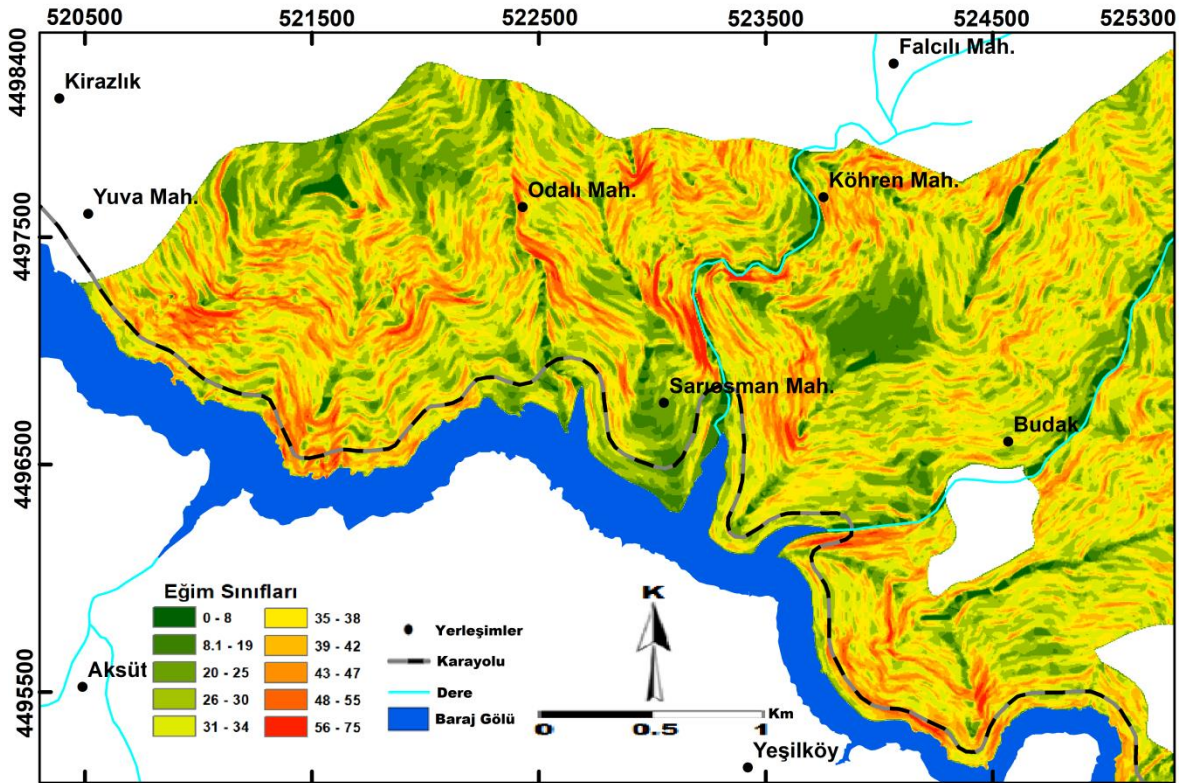 520500 521500 522500 523500 524500 525300
4498400
4497500
4496500
4495500
Falcılı Mah.
Kirazlık
Yuva Mah.
Odalı Mah.
Köhren Mah.
Sarıosman Mah.
Budak
Aksüt
Yeşilköy
Eğim Sınıfları
0 - 8
8.1 - 19
20 - 25
26 - 30
31 - 34
35 - 38
39 - 42
43 - 47
48 - 55
56 - 75
Yerleşimler
Karayolu
Dere
Baraj Gölü
K
0 0.5 1 Km